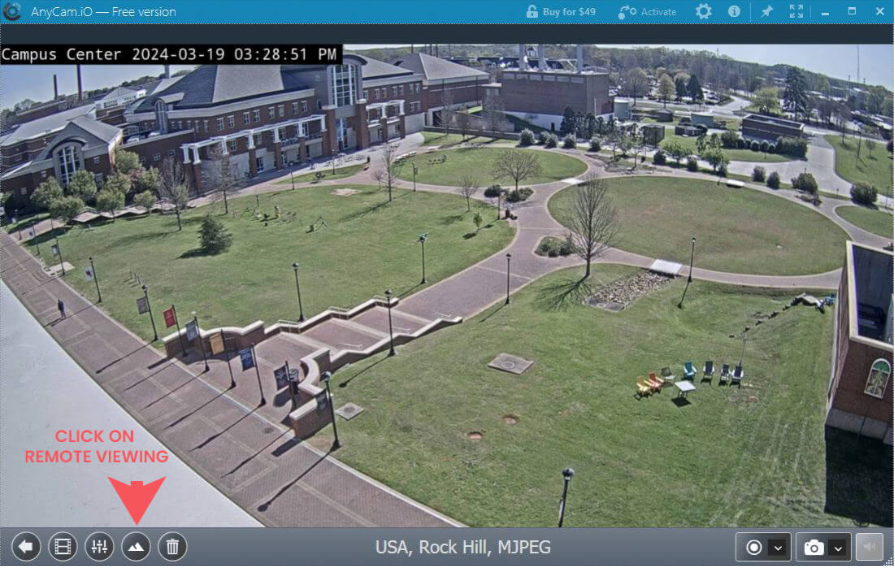 AnyCam.iO — Free version
Buy for $49
Activate
Campus Center 2024-03-19 03:28:51 PM
CLICK ON
REMOTE VIEWING
USA, Rock Hill, MJPEG